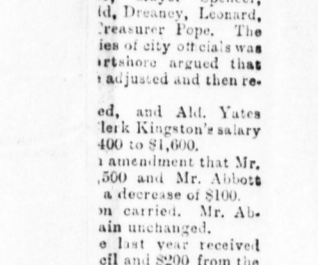 Spencer,
ld, Dreaney, Leonard,
Treasurer Pope. The
ies of city officials was
rtshore argued that
adjusted and then re-
ed, and Ald. Yates
lerk Kingston's salary
400 to $1,600.
amendment that Mr.
,500 and Mr. Abbott
a decrease of $100.
on carried. Mr. Ab-
ain unchanged.
e last year received
cil and $200 from the